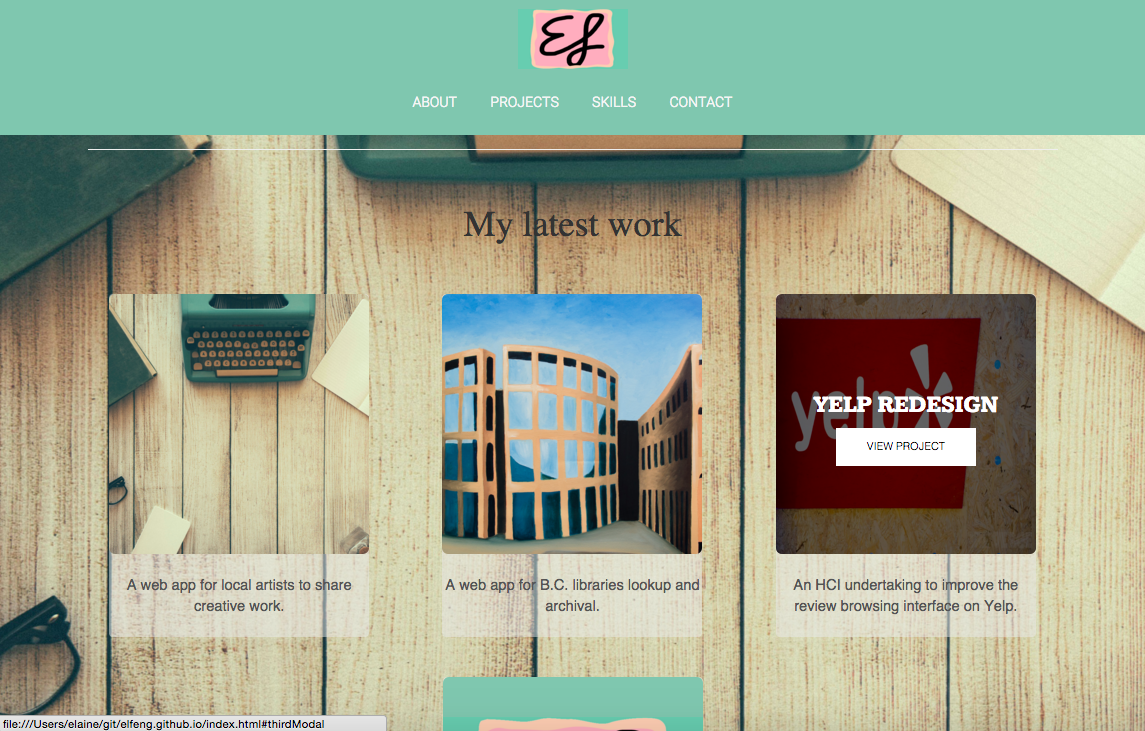 EF
ABOUT PROJECTS SKILLS CONTACT
My latest work
yelp
YELP REDESIGN
VIEW PROJECT
A web app for local artists to share
creative work.
A web app for B.C. libraries lookup and
archival.
An HCI undertaking to improve the
review browsing interface on Yelp.
file:///Users/elaine/git/elfeng.github.io/index.html#thirdModal